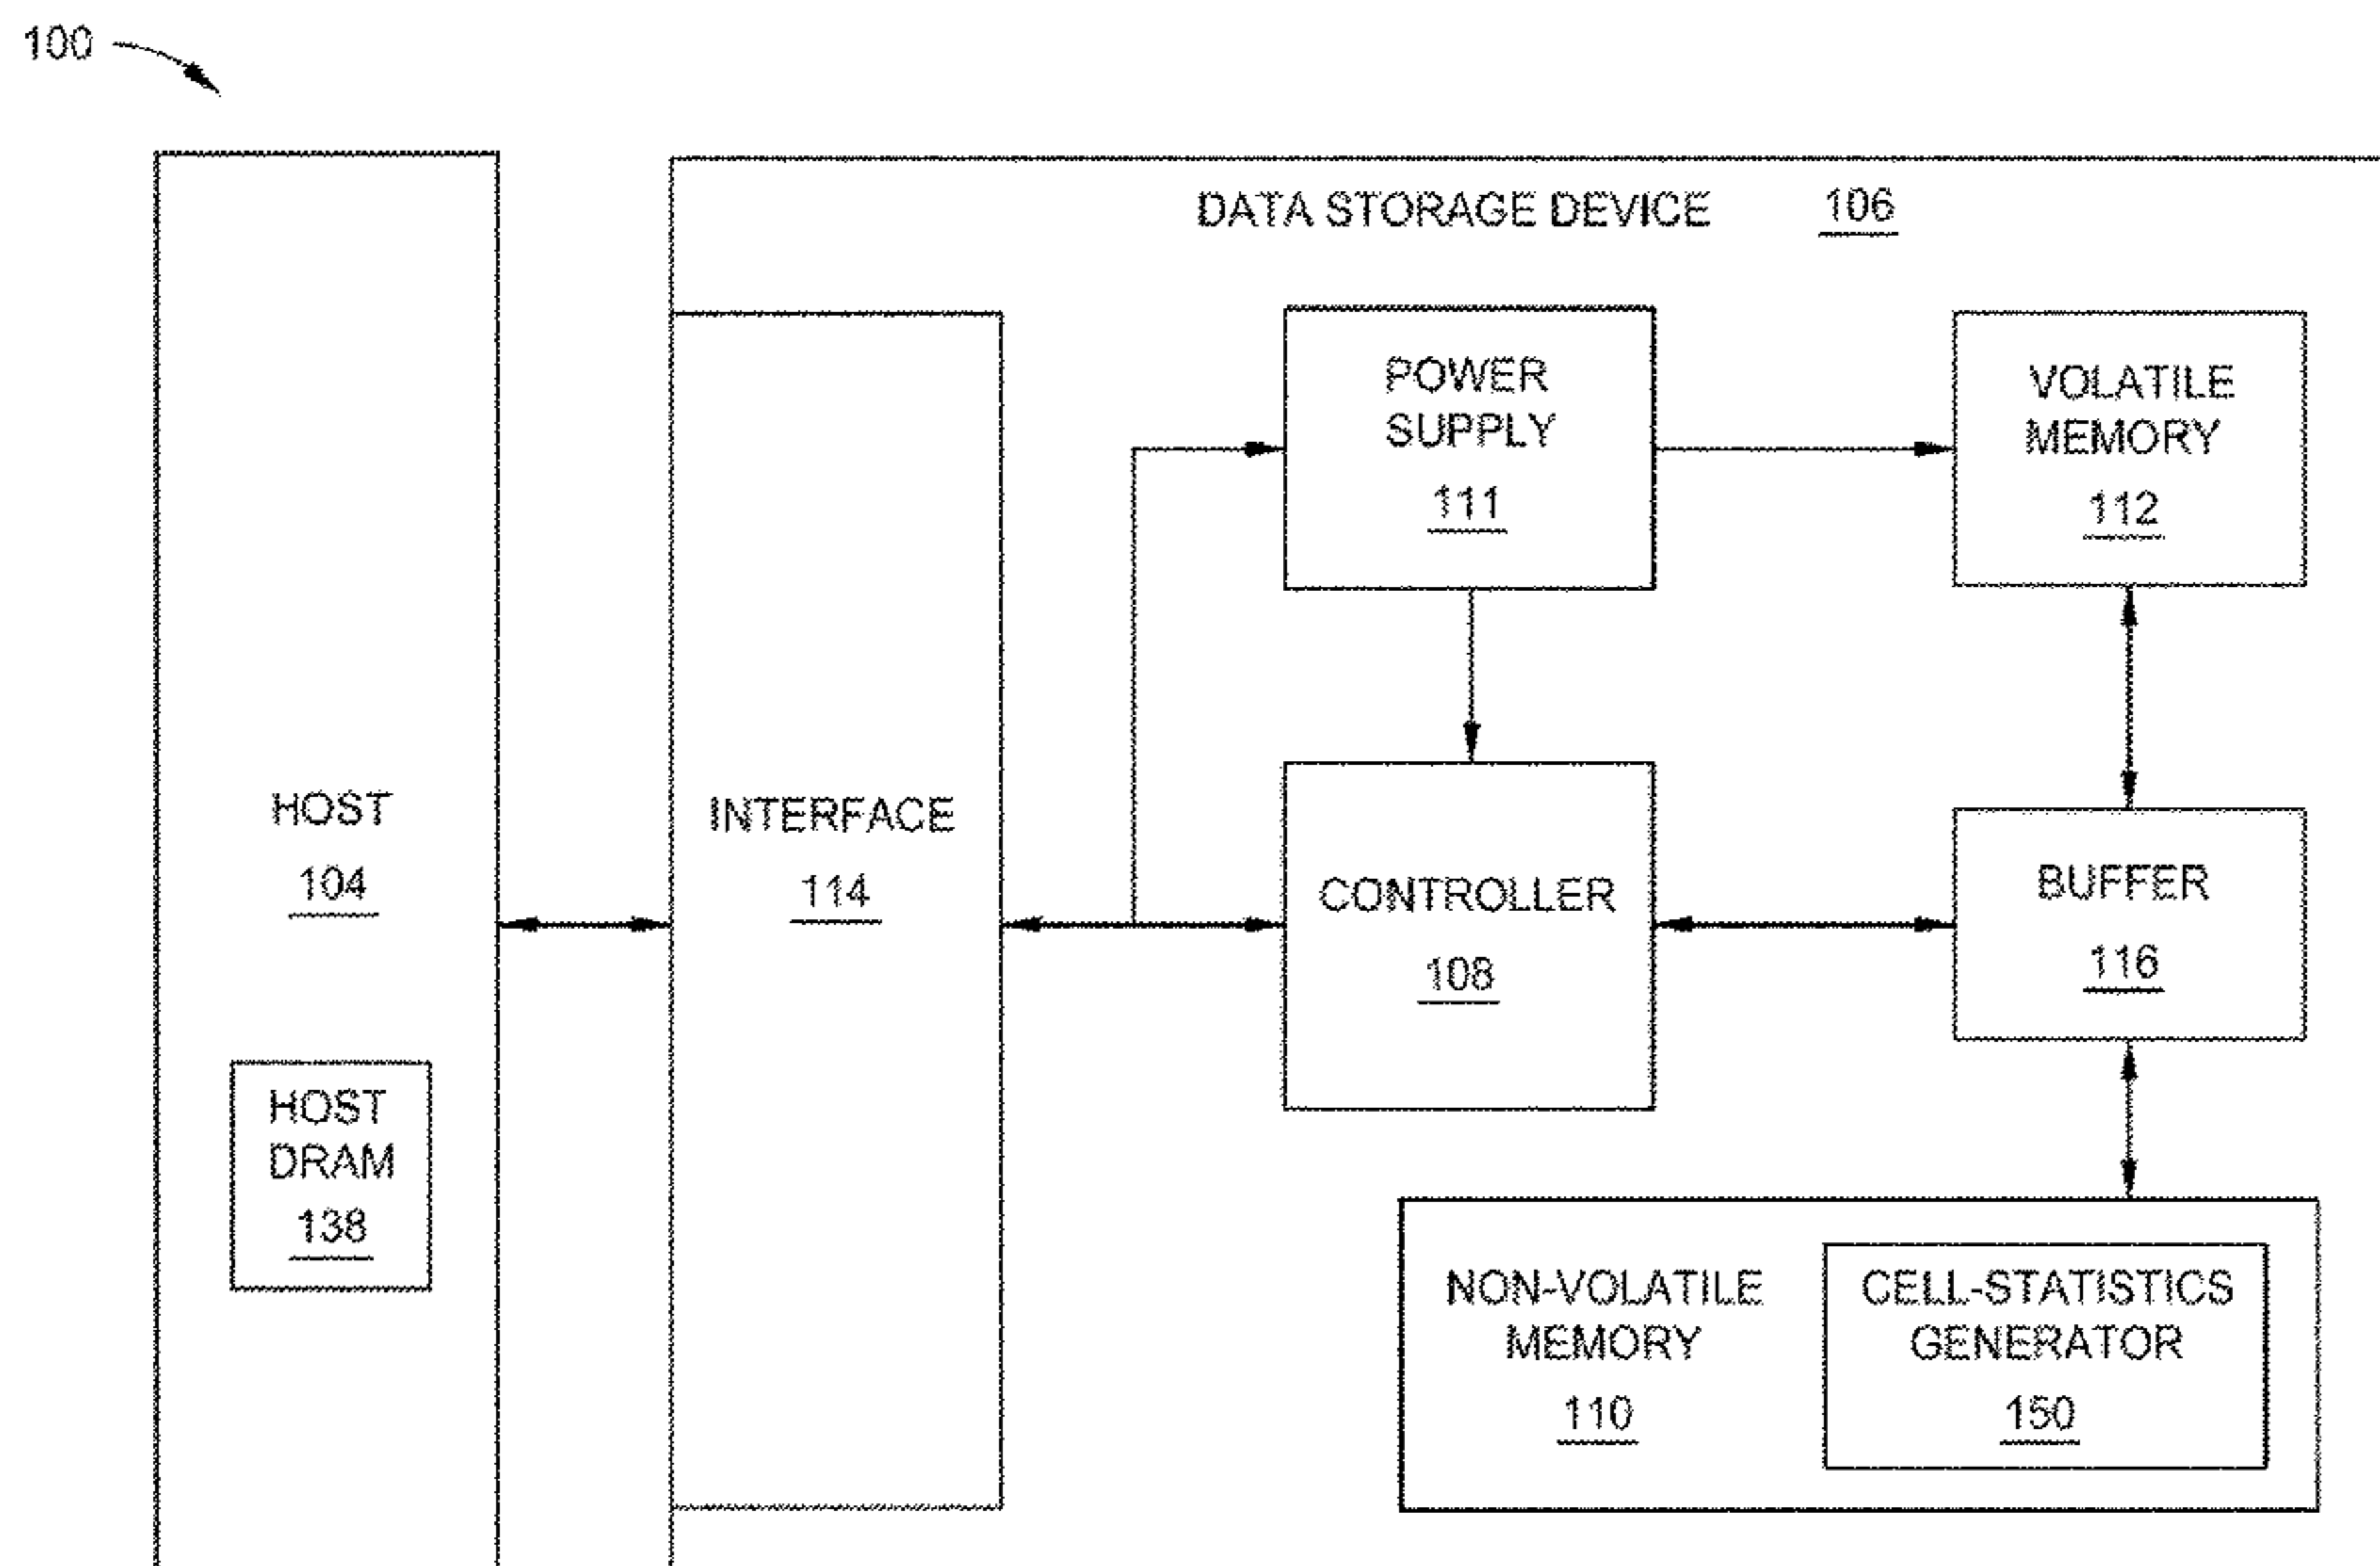 100
DATA STORAGE DEVICE 106
HOST
104
HOST
DRAM
138
INTERFACE
114
POWER
SUPPLY
111
VOLATILE
MEMORY
112
CONTROLLER
108
BUFFER
116
NON-VOLATILE
MEMORY
110
CELL-STATISTICS
GENERATOR
150